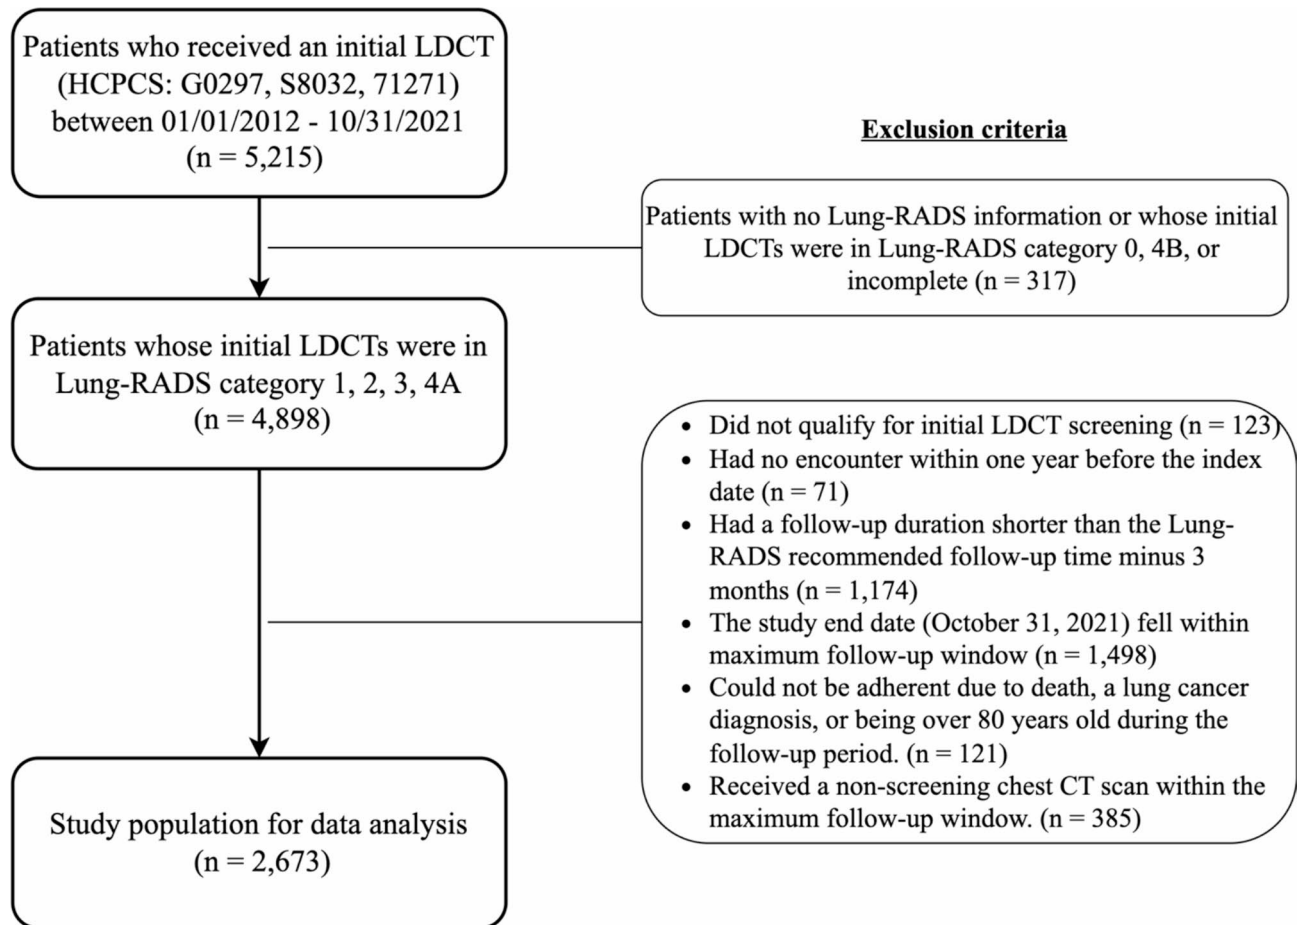 Patients who received an initial LDCT
(HCPCS: G0297, S8032, 71271)
between 01/01/2012 - 10/31/2021
(n = 5,215)
Exclusion criteria
Patients with no Lung-RADS information or whose initial
LDCTs were in Lung-RADS category 0, 4B, or
incomplete (n = 317)
Patients whose initial LDCTs were in
Lung-RADS category 1, 2, 3, 4A
(n = 4,898)
• Did not qualify for initial LDCT screening (n = 123)
• Had no encounter within one year before the index
date (n = 71)
• Had a follow-up duration shorter than the Lung-
RADS recommended follow-up time minus 3
months (n = 1,174)
• The study end date (October 31, 2021) fell within
maximum follow-up window (n = 1,498)
• Could not be adherent due to death, a lung cancer
diagnosis, or being over 80 years old during the
follow-up period. (n = 121)
• Received a non-screening chest CT scan within the
maximum follow-up window. (n = 385)
Study population for data analysis
(n = 2,673)